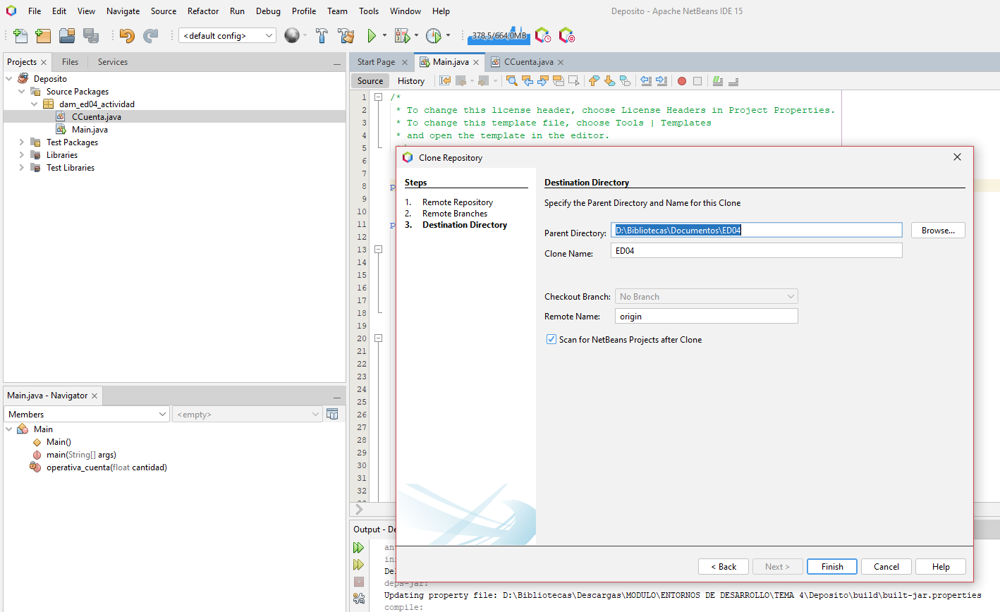 File Edit View Navigate Source Refactor Run Debug Profile Team Tools Window Help
Deposito - Apache NetBeans IDE 15
<default config>
378,5/664,0MB
Projects Files Services
Deposito
Source Packages
dam_ed04_actividad
CCuenta.java
Main.java
Test Packages
Libraries
Test Libraries
Main.java - Navigator
Members
<empty>
Main
Main()
main(String[] args)
operativa_cuenta(float cantidad)
Start Page Main.java CCuenta.java
Source History
1 /*
2 * To change this license header, choose License Headers in Project Properties.
3 * To change this template file, choose Tools | Templates
4 * and open the template in the editor.
5
6
7
8 p
9
10
11 p
12
13
14
15
16
17
18
19
20
21
22
23
24
25
26
27
28
29
30
31
32
Clone Repository
Steps
1. Remote Repository
2. Remote Branches
3. Destination Directory
Destination Directory
Specify the Parent Directory and Name for this Clone
Parent Directory: D:\Bibliotecas\Documentos\ED04 Browse...
Clone Name: ED04
Checkout Branch: No Branch
Remote Name: origin
Scan for NetBeans Projects after Clone
< Back Next > Finish Cancel Help
Output - De
an
in
De
deps-jar:
Updating property file: D:\Bibliotecas\Descargas\MODULO\ENTORNOS DE DESARROLLO\TEMA 4\Deposito\build\built-jar.properties
compile: